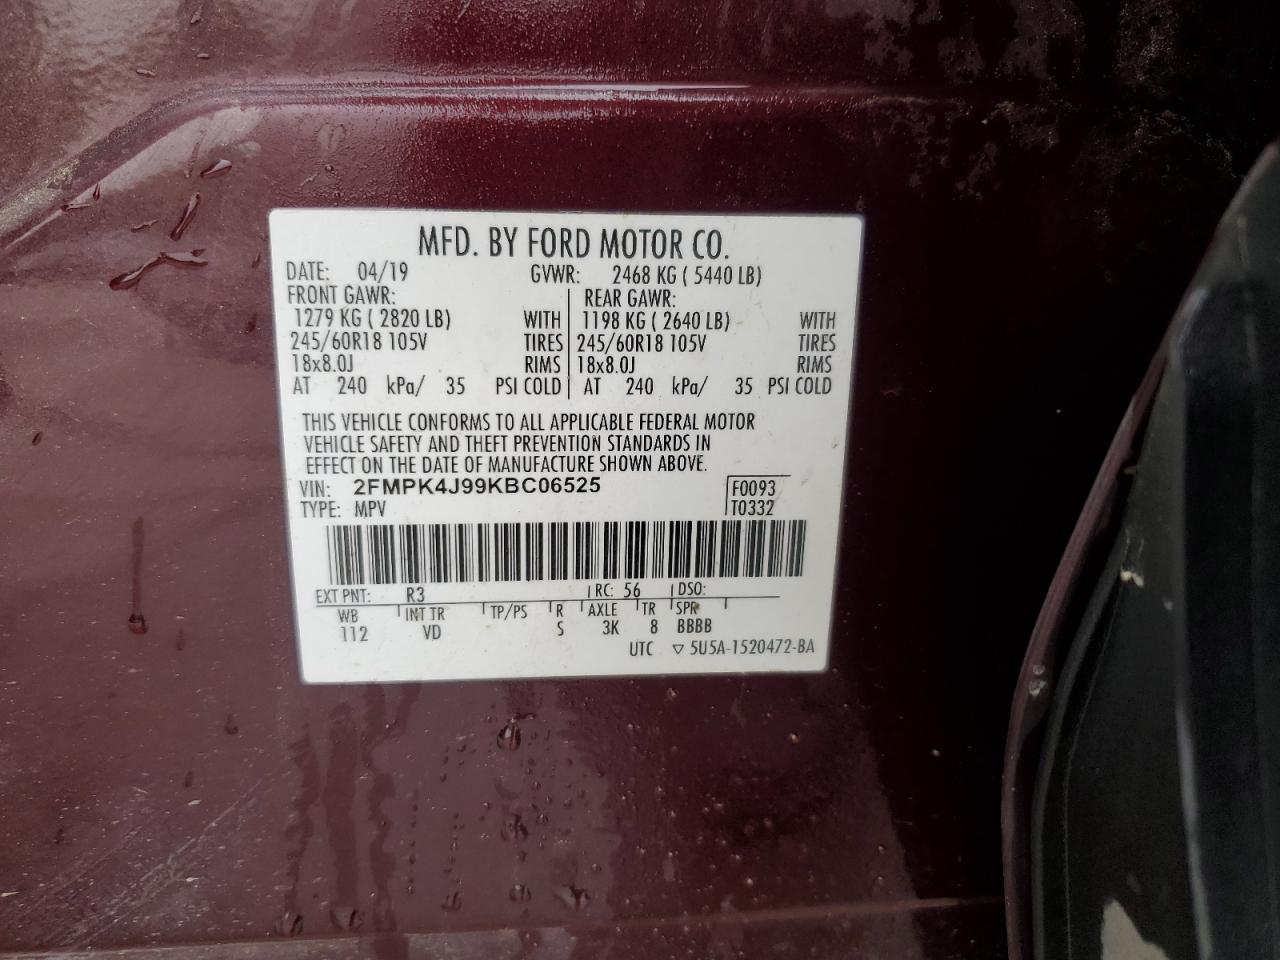 MFD. BY FORD MOTOR CO.
DATE: 04/19 GVWR: 2468 KG ( 5440 LB)
FRONT GAWR: REAR GAWR:
1279 KG ( 2820 LB) WITH 1198 KG ( 2640 LB) WITH
245/60R18 105V TIRES 245/60R18 105V TIRES
18x8.0J RIMS 18x8.0J RIMS
AT 240 kPa/ 35 PSI COLD AT 240 kPa/ 35 PSI COLD
THIS VEHICLE CONFORMS TO ALL APPLICABLE FEDERAL MOTOR
VEHICLE SAFETY AND THEFT PREVENTION STANDARDS IN
EFFECT ON THE DATE OF MANUFACTURE SHOWN ABOVE.
VIN: 2FMPK4J99KBC06525 F0093
TYPE: MPV T0332
EXT PNT: R3 RC: 56 DSO:
WB INT TR TP/PS R AXLE TR SPR
112 VD S 3K 8 BBBB
UTC ▽ 5U5A-1520472-BA